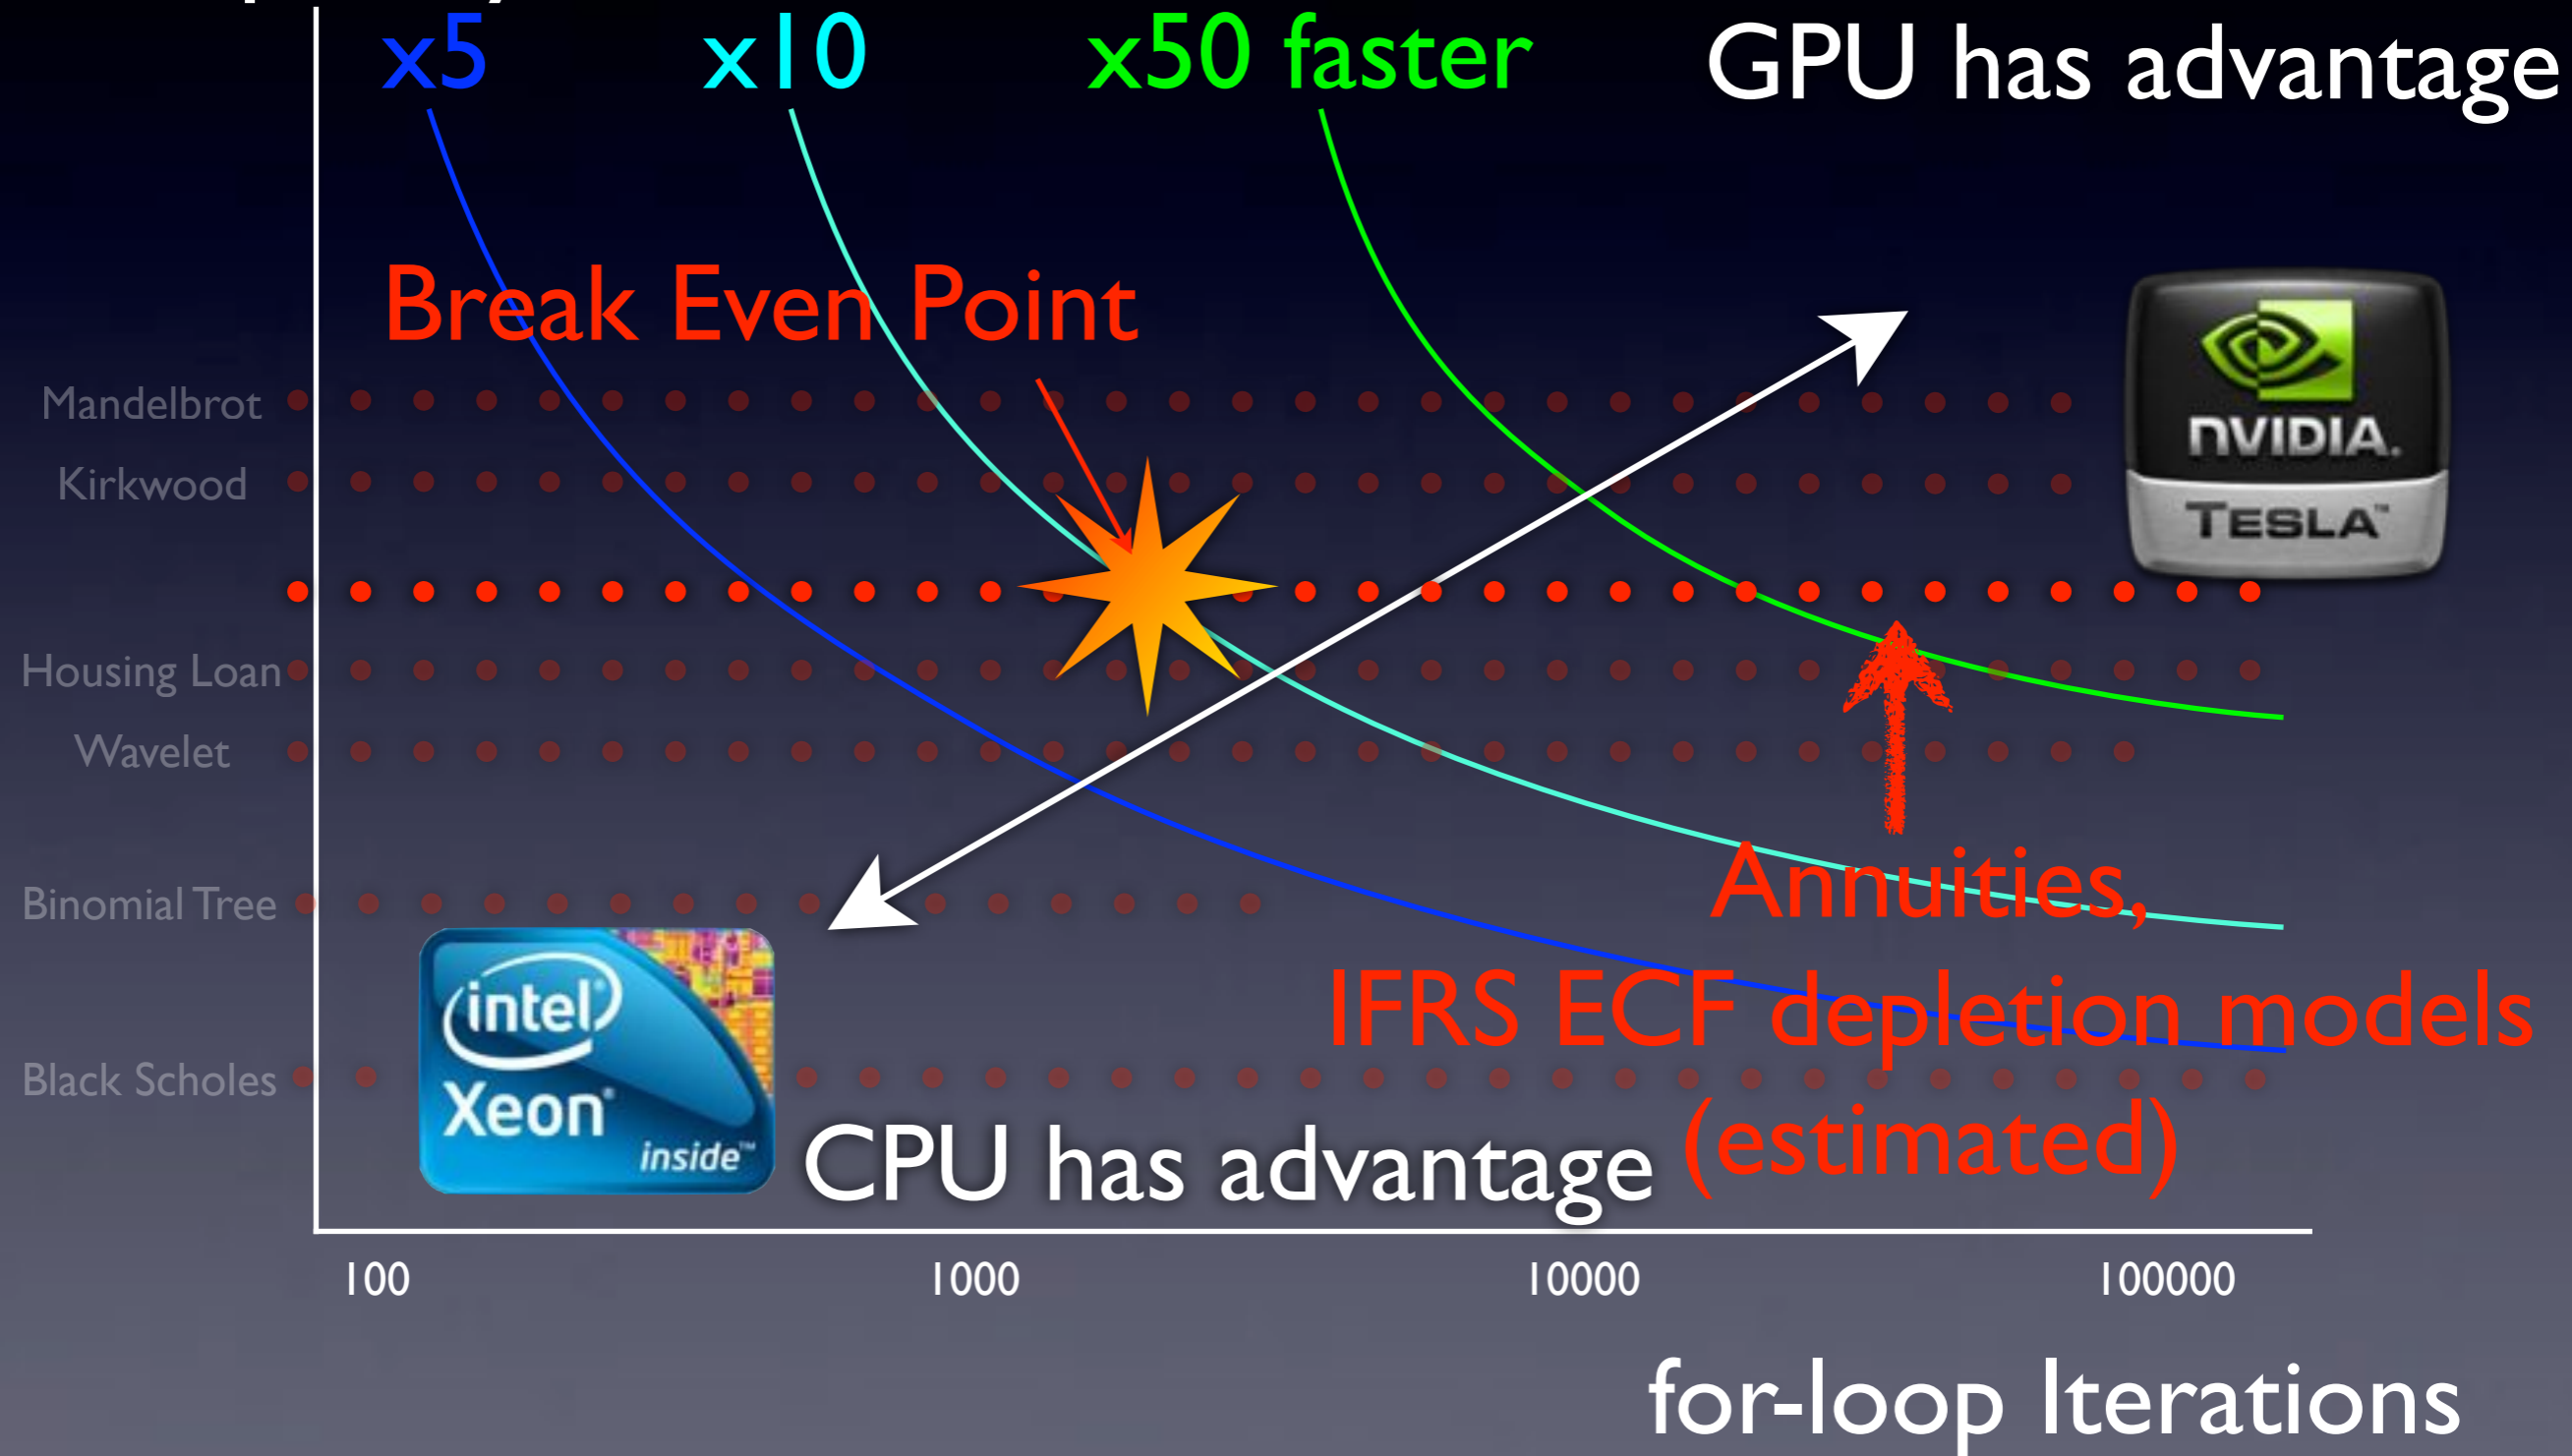 x5
x10
x50 faster
GPU has advantage
Break Even Point
Mandelbrot
Kirkwood
NVIDIA.
TESLA™
Housing Loan
Wavelet
Binomial Tree
Annuities,
IFRS ECF depletion models
(estimated)
Black Scholes
intel®
Xeon®
inside™
CPU has advantage
100
1000
10000
100000
for-loop Iterations